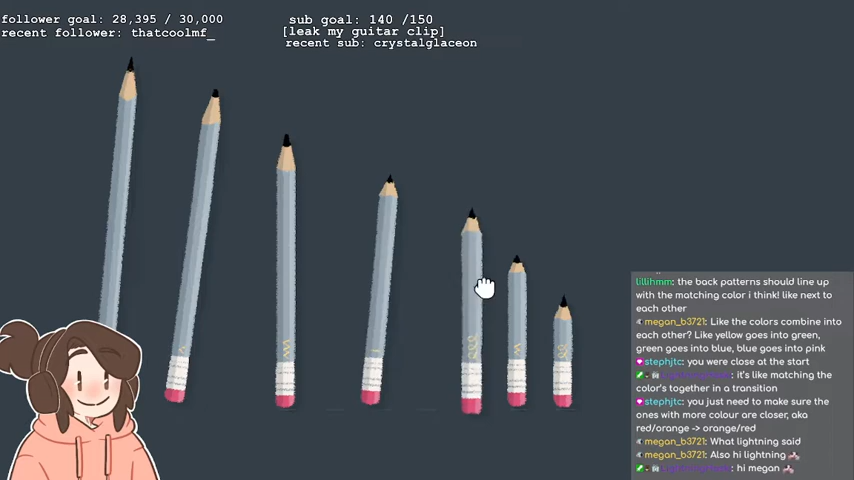 follower goal: 28,395 / 30,000
recent follower: thatcoolmf_
sub goal: 140 /150
[leak my guitar clip]
recent sub: crystalglaceon
lillihmm: the back patterns should line up
with the matching color i think! like next to
each other
megan_b3721: Like the colors combine into
each other? Like yellow goes into green,
green goes into blue, blue goes into pink
stephjtc: you were close at the start
it's like matching the
color's together in a transition
stephjtc: you just need to make sure the
ones with more colour are closer, aka
red/orange -> orange/red
megan_b3721: What lightning said
megan_b3721: Also hi lightning
hi megan